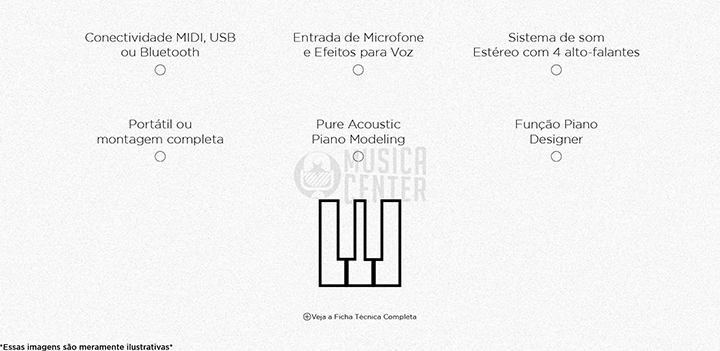 Conectividade MIDI, USB
ou Bluetooth
Entrada de Microfone
e Efeitos para Voz
Sistema de som
Estéreo com 4 alto-falantes
Portátil ou
montagem completa
Pure Acoustic
Piano Modeling
Função Piano
Designer
MUSICAL
CENTER
Veja a Ficha Técnica Completa
*Essas imagens são meramente ilustrativas*